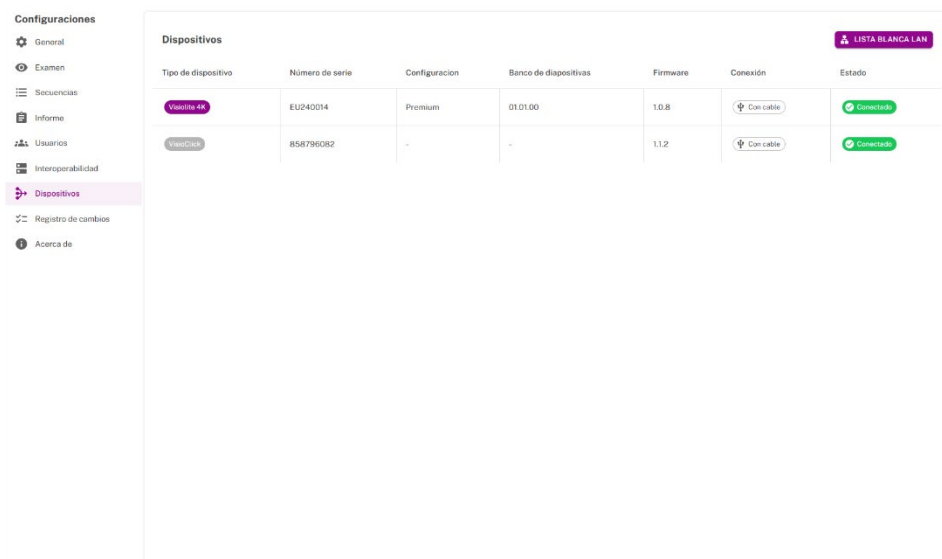 Configuraciones
General
Examen
Secuencias
Informe
Usuarios
Interoperabilidad
Dispositivos
Registro de cambios
Acerca de
Dispositivos
LISTA BLANCA LAN
Tipo de dispositivo Número de serie Configuracion Banco de diapositivas Firmware Conexión Estado
Visiolite 4K EU240014 Premium 01.01.00 1.0.8 Con cable Conectado
VisioClick 858796082 - - 1.1.2 Con cable Conectado